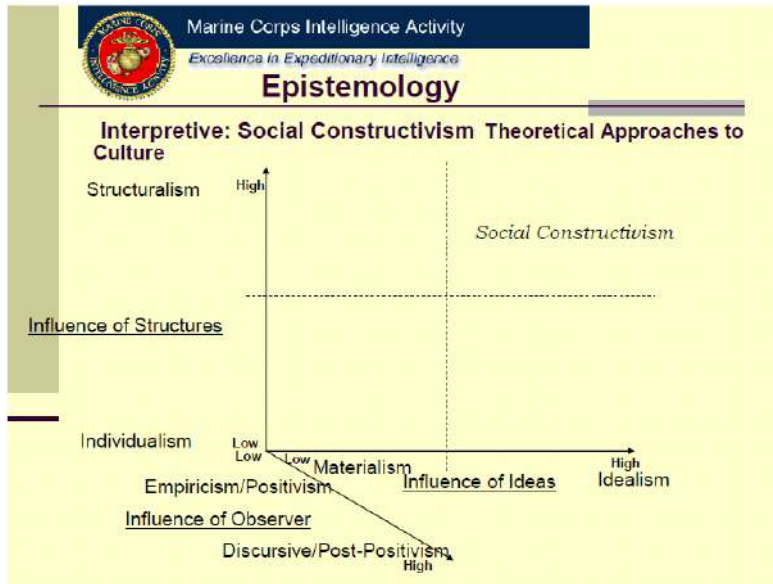 Marine Corps Intelligence Activity
Excellence in Expeditionary Intelligence
Epistemology
Interpretive: Social Constructivism Theoretical Approaches to
Culture
Structuralism
High
Social Constructivism
Influence of Structures
Individualism
Low
Low
Low
Materialism
High
Influence of Ideas
Idealism
Empiricism/Positivism
Influence of Observer
Discursive/Post-Positivism
High